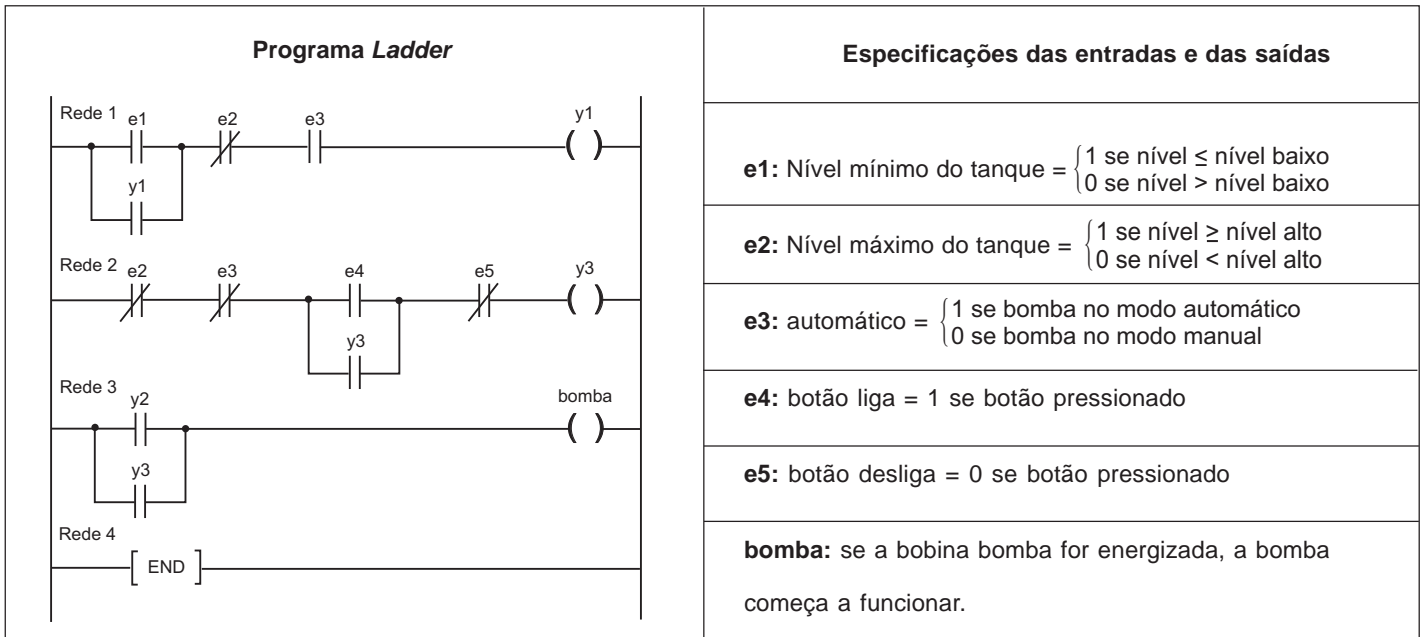 Programa Ladder
Rede 1
e1 e2 e3 y1
y1
Rede 2
e2 e3 e4 e5 y3
y3
Rede 3
y2 bomba
y3
Rede 4
END
Especificações das entradas e das saídas
e1: Nível mínimo do tanque = {1 se nível ≤ nível baixo
0 se nível > nível baixo
e2: Nível máximo do tanque = {1 se nível ≥ nível alto
0 se nível < nível alto
e3: automático = {1 se bomba no modo automático
0 se bomba no modo manual
e4: botão liga = 1 se botão pressionado
e5: botão desliga = 0 se botão pressionado
bomba: se a bobina bomba for energizada, a bomba
começa a funcionar.